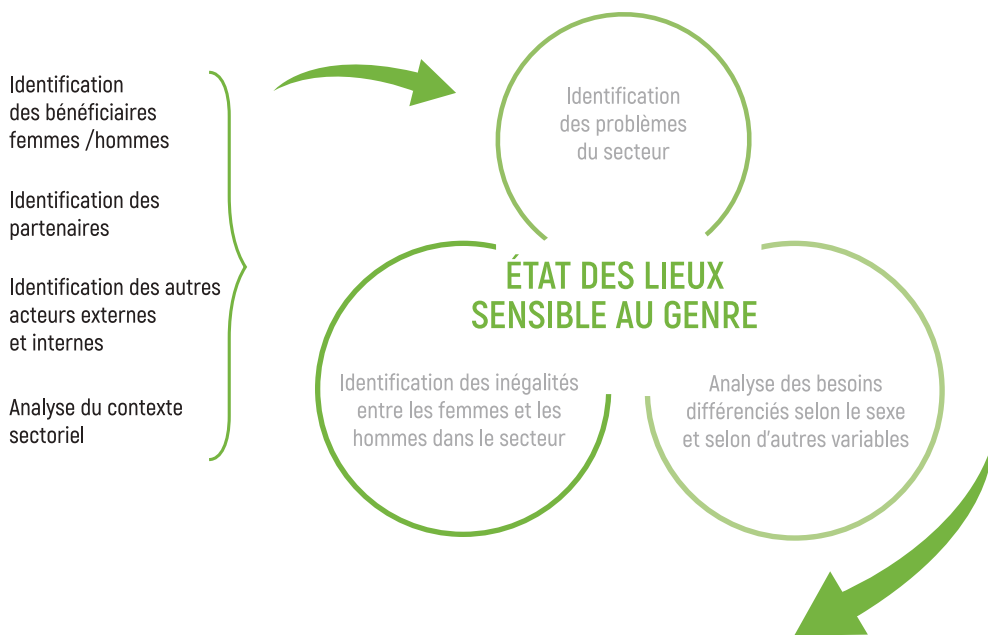 Identification
des bénéficiaires
femmes /hommes
Identification des
partenaires
Identification des autres
acteurs externes
et internes
Analyse du contexte
sectoriel
Identification
des problèmes
du secteur
ÉTAT DES LIEUX
SENSIBLE AU GENRE
Identification des inégalités
entre les femmes et les
hommes dans le secteur
Analyse des besoins
différenciés selon le sexe
et selon d'autres variables